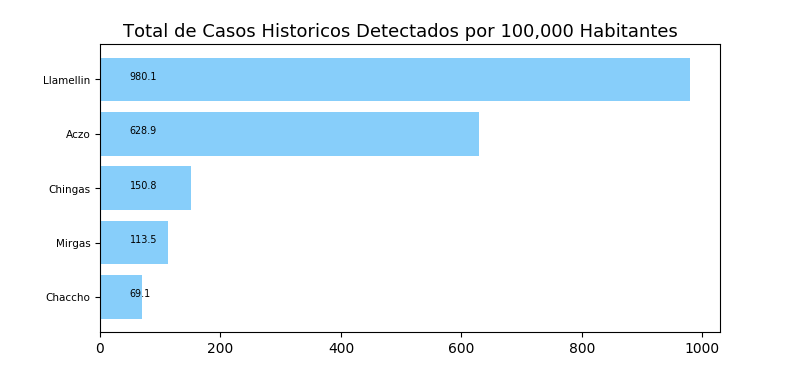 Total de Casos Historicos Detectados por 100,000 Habitantes
Llamellin 980.1
Aczo 628.9
Chingas 150.8
Mirgas 113.5
Chaccho 69.1
0 200 400 600 800 1000